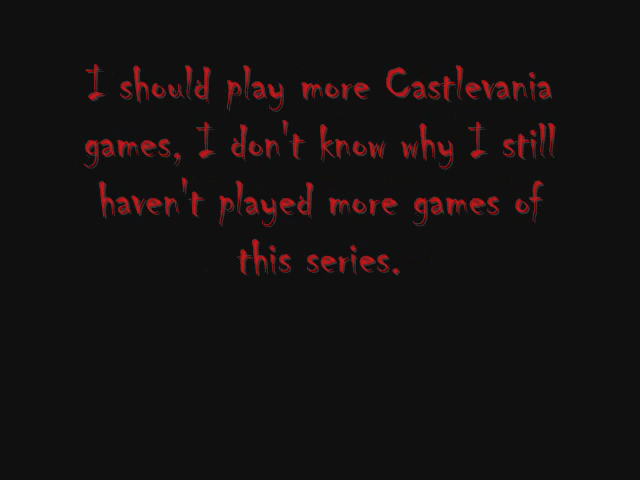 I should play more Castlevania
games, I don't know why I still
haven't played more games of
this series.